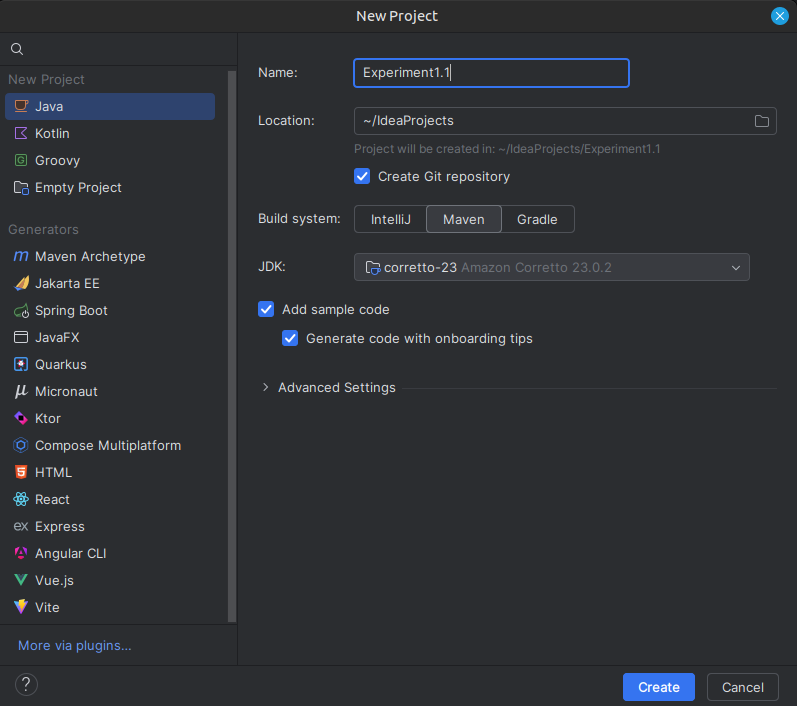 New Project
New Project
Java
Kotlin
Groovy
Empty Project
Generators
Maven Archetype
Jakarta EE
Spring Boot
JavaFX
Quarkus
Micronaut
Ktor
Compose Multiplatform
HTML
React
Express
Angular CLI
Vue.js
Vite
More via plugins...
Name: Experiment1.1
Location: ~/IdeaProjects
Project will be created in: ~/IdeaProjects/Experiment1.1
Create Git repository
Build system: IntelliJ Maven Gradle
JDK: corretto-23 Amazon Corretto 23.0.2
Add sample code
Generate code with onboarding tips
Advanced Settings
? Create Cancel